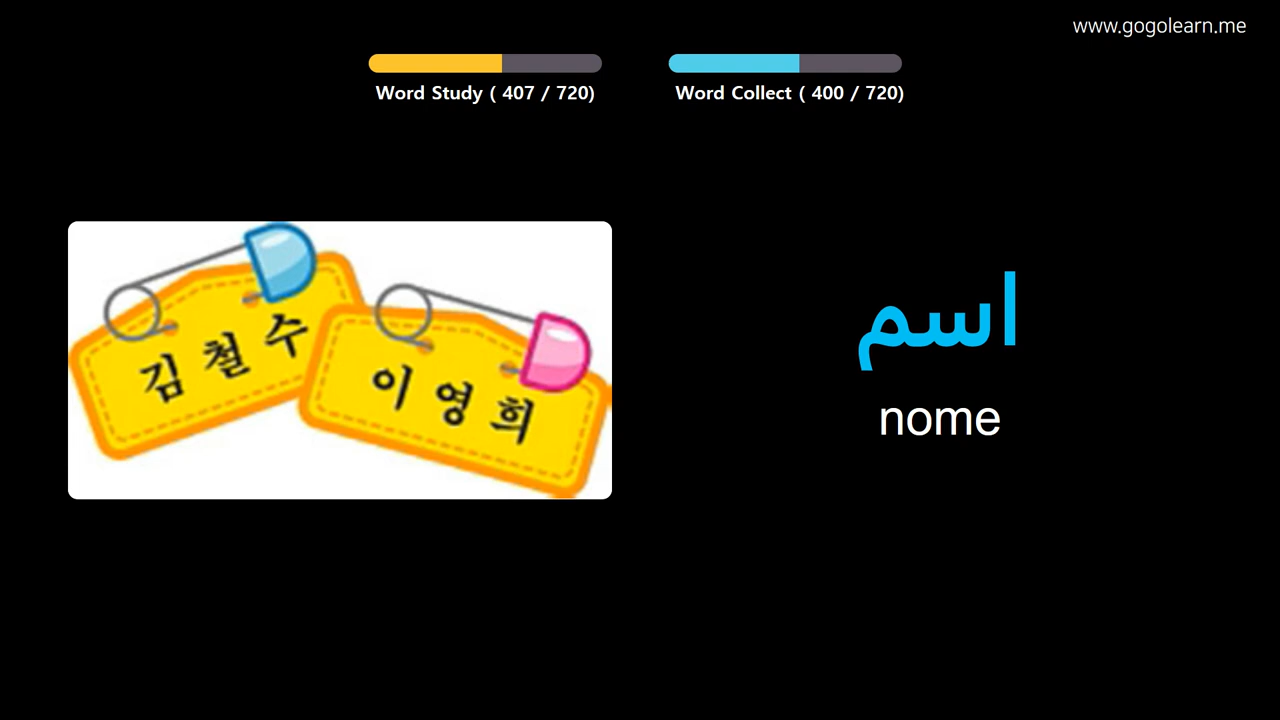 www.gogolearn.me
Word Study ( 407 / 720)
Word Collect ( 400 / 720)
김철수
이영희
اسم
nome